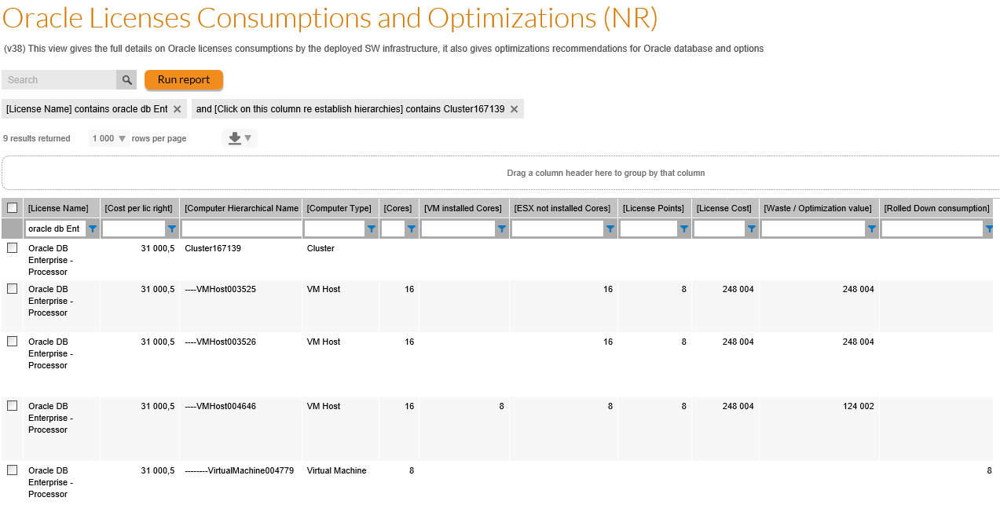 Oracle Licenses Consumptions and Optimizations (NR)
(v38) This view gives the full details on Oracle licenses consumptions by the deployed SW infrastructure, it also gives optimizations recommendations for Oracle database and options
Search Run report
[License Name] contains oracle db Ent and [Click on this column re establish hierarchies] contains Cluster167139
9 results returned 1 000 rows per page
Drag a column header here to group by that column
[License Name] [Cost per lic right] [Computer Hierarchical Name [Computer Type] [Cores] [VM installed Cores] [ESX not installed Cores] [License Points] [License Cost] [Waste / Optimization value] [Rolled Down consumption]
oracle db Ent
Oracle DB 31 000,5 Cluster167139 Cluster
Enterprise -
Processor
Oracle DB 31 000,5 ----VMHost003525 VM Host 16 16 8 248 004 248 004
Enterprise -
Processor
Oracle DB 31 000,5 ----VMHost003526 VM Host 16 16 8 248 004 248 004
Enterprise -
Processor
Oracle DB 31 000,5 ----VMHost004646 VM Host 16 8 8 8 248 004 124 002
Enterprise -
Processor
Oracle DB 31 000,5 --------VirtualMachine004779 Virtual Machine 8 8
Enterprise -
Processor